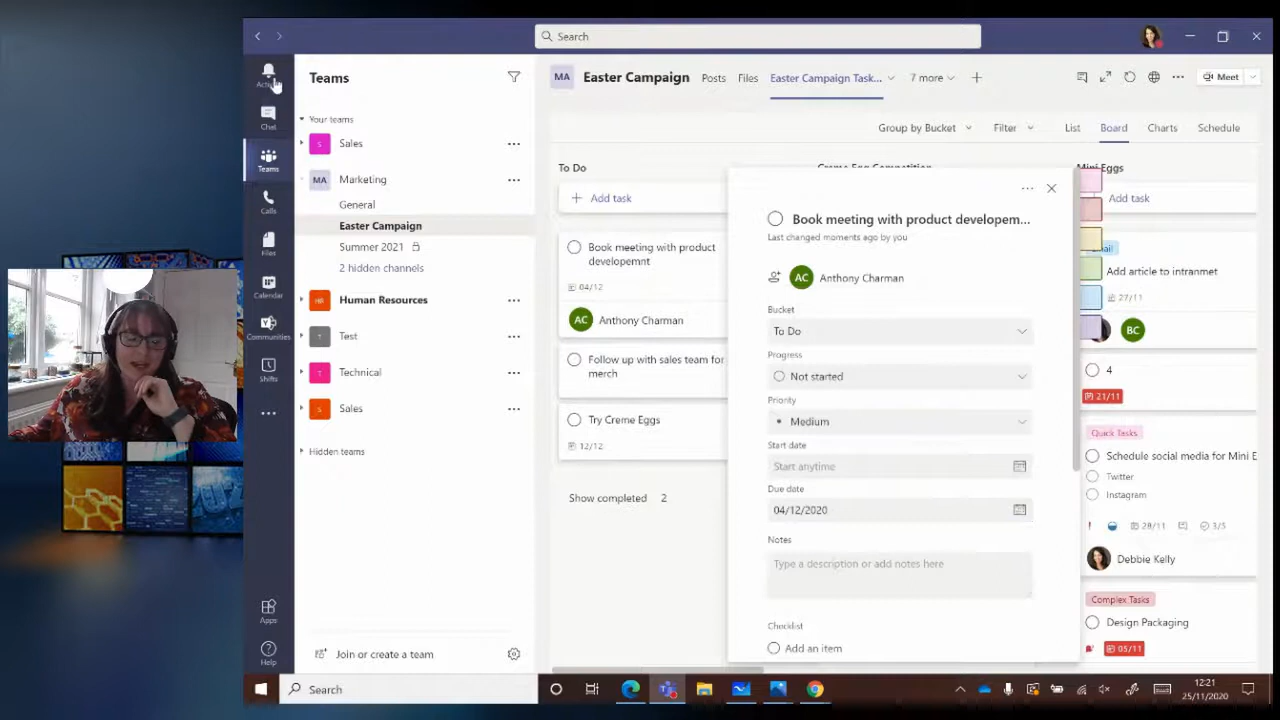 Search
Activity
Chat
Teams
Calls
Files
Calendar
Communities
Shifts
Apps
Help
Teams
Your teams
S
Sales
MA
Marketing
General
Easter Campaign
Summer 2021
2 hidden channels
HR
Human Resources
T
Test
T
Technical
S
Sales
Hidden teams
Join or create a team
MA
Easter Campaign
Posts
Files
Easter Campaign Task...
7 more
Meet
Group by Bucket
Filter
List
Board
Charts
Schedule
To Do
Add task
Book meeting with product
developemnt
04/12
AC
Anthony Charman
Follow up with sales team for
merch
Try Creme Eggs
12/12
Show completed 2
Creme Egg Competition
Book meeting with product developem...
Last changed moments ago by you
AC
Anthony Charman
Bucket
To Do
Progress
Not started
Priority
Medium
Start date
Start anytime
Due date
04/12/2020
Notes
Type a description or add notes here
Checklist
Add an item
Mini Eggs
Add task
Add article to intranmet
27/11
BC
4
21/11
Quick Tasks
Schedule social media for Mini E
Twitter
Instagram
28/11
3/5
Debbie Kelly
Complex Tasks
Design Packaging
05/11
Search
12:21
25/11/2020